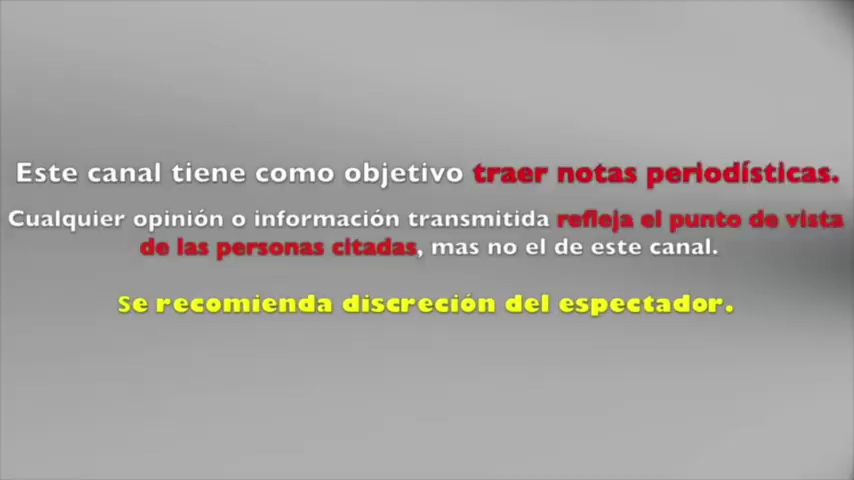 Este canal tiene como objetivo traer notas periodísticas.
Cualquier opinión o información transmitida refleja el punto de vista
de las personas citadas, mas no el de este canal.
Se recomienda discreción del espectador.